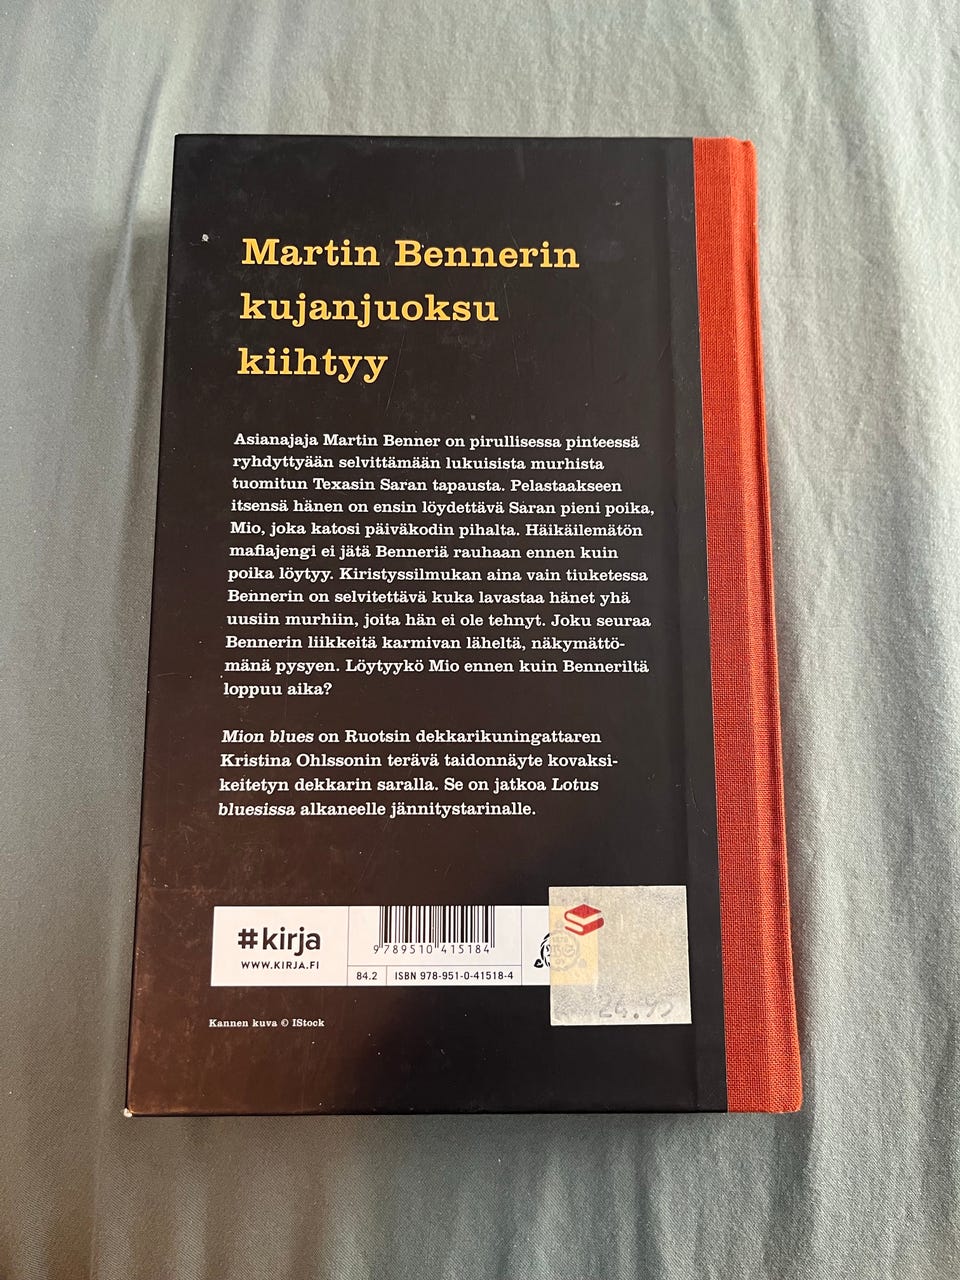 Martin Bennerin
kujanjuoksu
kiihtyy
Asianajaja Martin Benner on pirullisessa pinteessä
ryhdyttyään selvittämään lukuisista murhista
tuomitun Texasin Saran tapausta. Pelastaakseen
itsensä hänen on ensin löydettävä Saran pieni poika,
Mio, joka katosi päiväkodin pihalta. Häikäilemätön
mafiajengi ei jätä Benneriä rauhaan ennen kuin
poika löytyy. Kiristyssilmukan aina vain tiuketessa
Bennerin on selvitettävä kuka lavastaa hänet yhä
uusiin murhiin, joita hän ei ole tehnyt. Joku seuraa
Bennerin liikkeitä karmivan läheltä, näkymättö-
mänä pysyen. Löytyykö Mio ennen kuin Benneriltä
loppuu aika?
Mion blues on Ruotsin dekkarikuningattaren
Kristina Ohlssonin terävä taidonnäyte kovaksi-
keitetyn dekkarin saralla. Se on jatkoa Lotus
bluesissa alkaneelle jännitystarinalle.
#kirja
WWW.KIRJA.FI
9 789510 415184
84.2 ISBN 978-951-0-41518-4
24.95
Kannen kuva © IStock